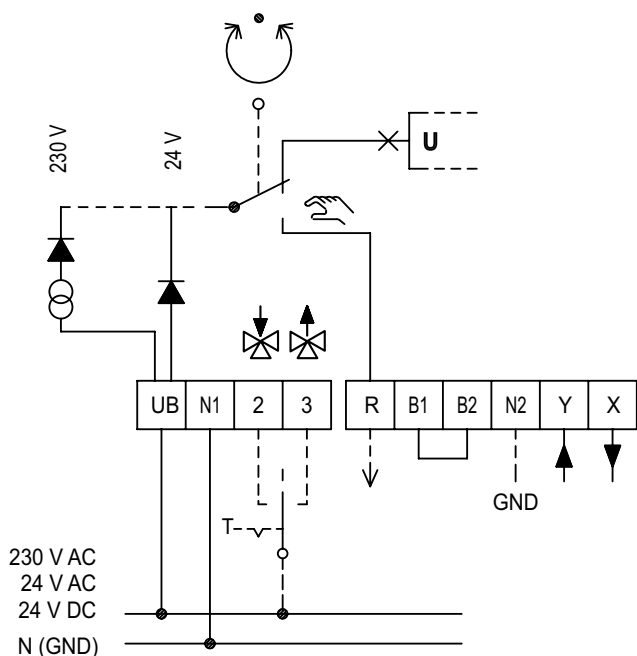 230 V
24 V
U
UB N1 2 3 R B1 B2 N2 Y X
GND
T
230 V AC
24 V AC
24 V DC
N (GND)